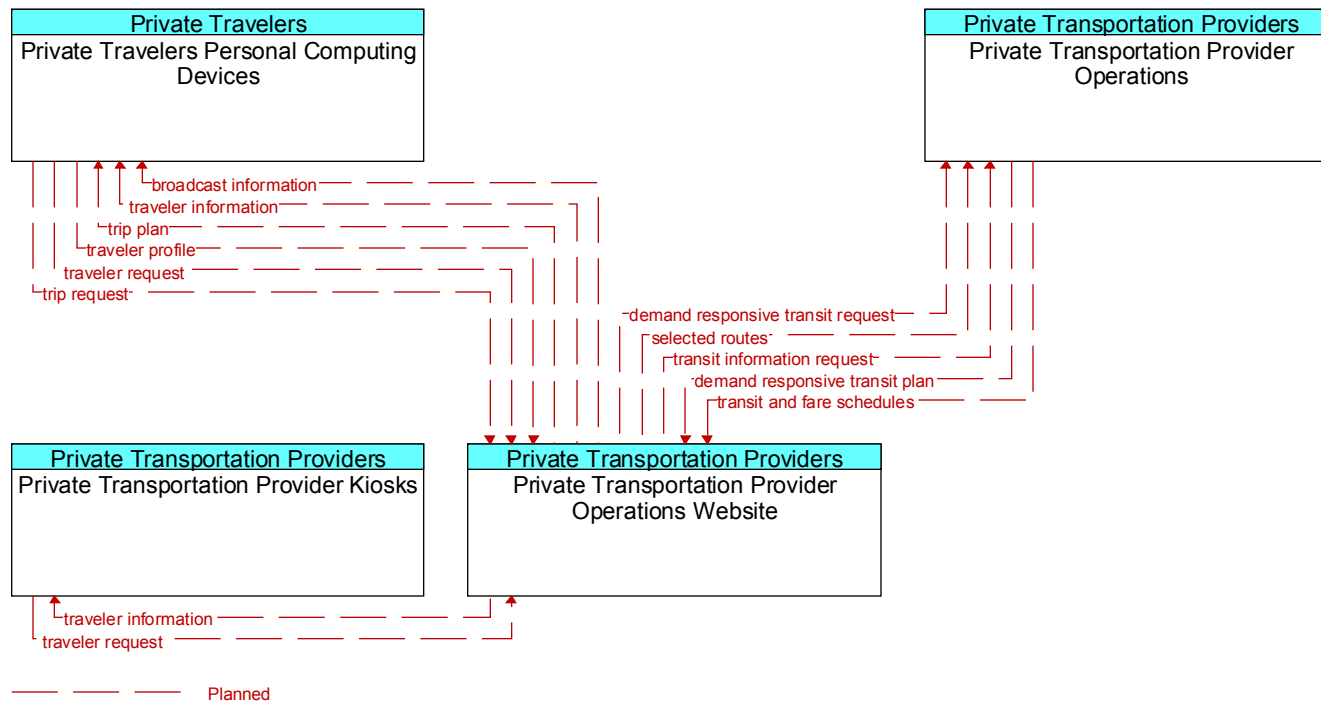 Private Travelers
Private Travelers Personal Computing
Devices
Private Transportation Providers
Private Transportation Provider
Operations
broadcast information
traveler information
trip plan
traveler profile
traveler request
trip request
demand responsive transit request
selected routes
transit information request
demand responsive transit plan
transit and fare schedules
Private Transportation Providers
Private Transportation Provider Kiosks
Private Transportation Providers
Private Transportation Provider
Operations Website
traveler information
traveler request
Planned